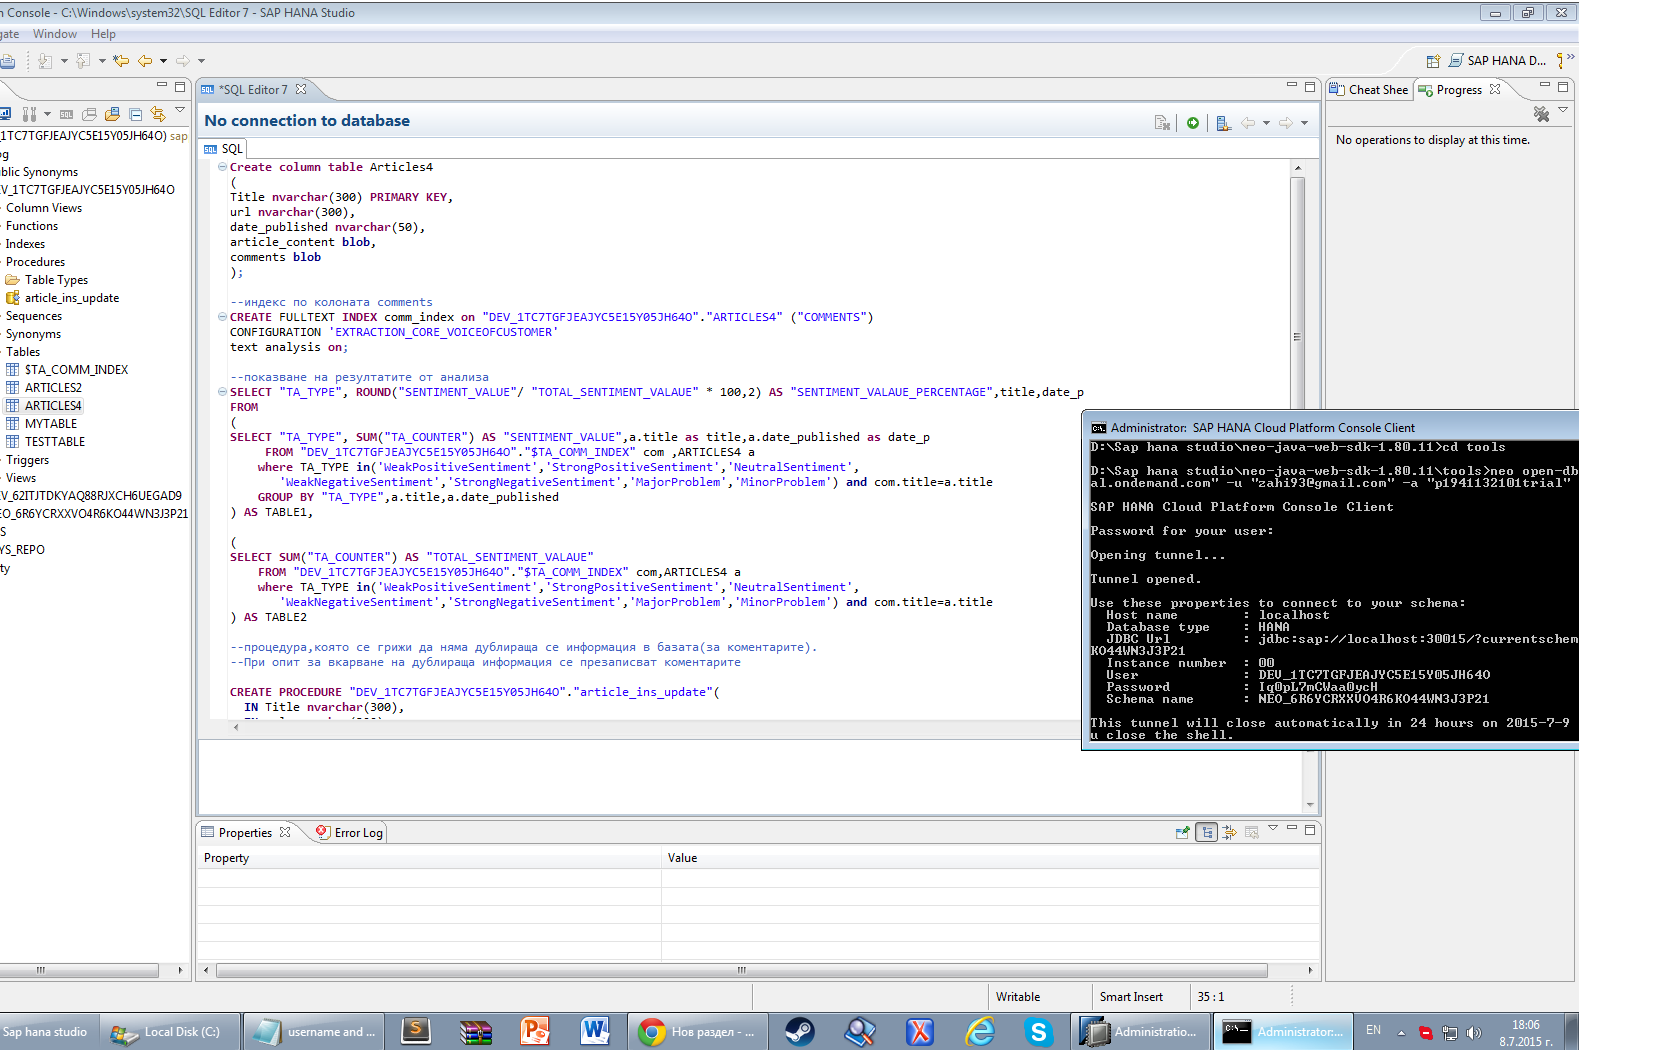 n Console - C:\Windows\system32\SQL Editor 7 - SAP HANA Studio
gate Window Help
SAP HANA D...
1TC7TGFJEAJYC5E15Y05JH64O) sap
og
blic Synonyms
EV_1TC7TGFJEAJYC5E15Y05JH64O
Column Views
Functions
Indexes
Procedures
Table Types
article_ins_update
Sequences
Synonyms
Tables
$TA_COMM_INDEX
ARTICLES2
ARTICLES4
MYTABLE
TESTTABLE
Triggers
Views
V_62ITJTDKYAQ88RJXCH6UEGAD9
EO_6R6YCRXXVO4R6KO44WN3J3P21
S
YS_REPO
ty
*SQL Editor 7
No connection to database
SQL
Create column table Articles4
(
Title nvarchar(300) PRIMARY KEY,
url nvarchar(300),
date_published nvarchar(50),
article_content blob,
comments blob
);
--индекс по колоната comments
CREATE FULLTEXT INDEX comm_index on "DEV_1TC7TGFJEAJYC5E15Y05JH64O"."ARTICLES4" ("COMMENTS")
CONFIGURATION 'EXTRACTION_CORE_VOICEOFCUSTOMER'
text analysis on;
--показване на резултатите от анализа
SELECT "TA_TYPE", ROUND("SENTIMENT_VALUE"/ "TOTAL_SENTIMENT_VALAUE" * 100,2) AS "SENTIMENT_VALAUE_PERCENTAGE",title,date_p
FROM
(
SELECT "TA_TYPE", SUM("TA_COUNTER") AS "SENTIMENT_VALUE",a.title as title,a.date_published as date_p
FROM "DEV_1TC7TGFJEAJYC5E15Y05JH64O"."$TA_COMM_INDEX" com ,ARTICLES4 a
where TA_TYPE in('WeakPositiveSentiment','StrongPositiveSentiment','NeutralSentiment',
'WeakNegativeSentiment','StrongNegativeSentiment','MajorProblem','MinorProblem') and com.title=a.title
GROUP BY "TA_TYPE",a.title,a.date_published
) AS TABLE1,
(
SELECT SUM("TA_COUNTER") AS "TOTAL_SENTIMENT_VALAUE"
FROM "DEV_1TC7TGFJEAJYC5E15Y05JH64O"."$TA_COMM_INDEX" com,ARTICLES4 a
where TA_TYPE in('WeakPositiveSentiment','StrongPositiveSentiment','NeutralSentiment',
'WeakNegativeSentiment','StrongNegativeSentiment','MajorProblem','MinorProblem') and com.title=a.title
) AS TABLE2
--процедура,която се грижи да няма дублираща се информация в базата(за коментарите).
--При опит за вкарване на дублираща информация се презаписват коментарите
CREATE PROCEDURE "DEV_1TC7TGFJEAJYC5E15Y05JH64O"."article_ins_update"(
IN Title nvarchar(300),
Cheat Shee
Progress
No operations to display at this time.
Administrator: SAP HANA Cloud Platform Console Client
D:\Sap hana studio\neo-java-web-sdk-1.80.11>cd tools
D:\Sap hana studio\neo-java-web-sdk-1.80.11\tools>neo open-db
al.ondemand.com" -u "zahi93@gmail.com" -a "p1941132101trial"
SAP HANA Cloud Platform Console Client
Password for your user:
Opening tunnel...
Tunnel opened.
Use these properties to connect to your schema:
Host name : localhost
Database type : HANA
JDBC Url : jdbc:sap://localhost:30015/?currentschem
KO44WN3J3P21
Instance number : 00
User : DEV_1TC7TGFJEAJYC5E15Y05JH64O
Password : Iq0pL7mCWaa0ycH
Schema name : NEO_6R6YCRXXVO4R6KO44WN3J3P21
This tunnel will close automatically in 24 hours on 2015-7-9
u close the shell.
Properties
Error Log
Property Value
Writable Smart Insert 35 : 1
Sap hana studio
Local Disk (C:)
username and ...
Нов раздел - ...
Administratio...
Administrator:...
EN
18:06
8.7.2015 г.